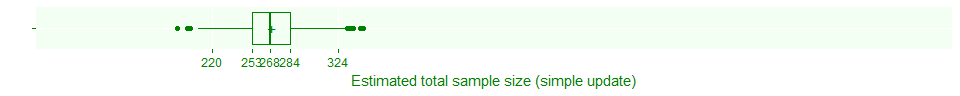 220 253 268 284 324
Estimated total sample size (simple update)